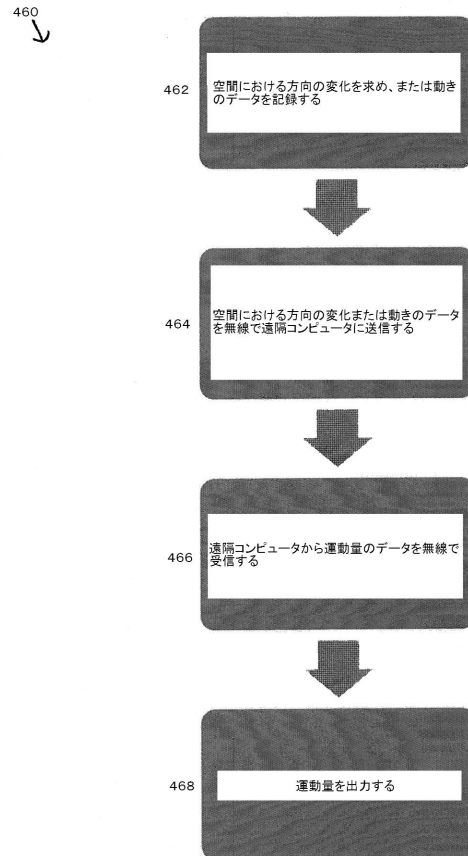 460
462
空間における方向の変化を求め、または動き
のデータを記録する
464
空間における方向の変化または動きのデータ
を無線で遠隔コンピュータに送信する
466
遠隔コンピュータから運動量のデータを無線で
受信する
468
運動量を出力する